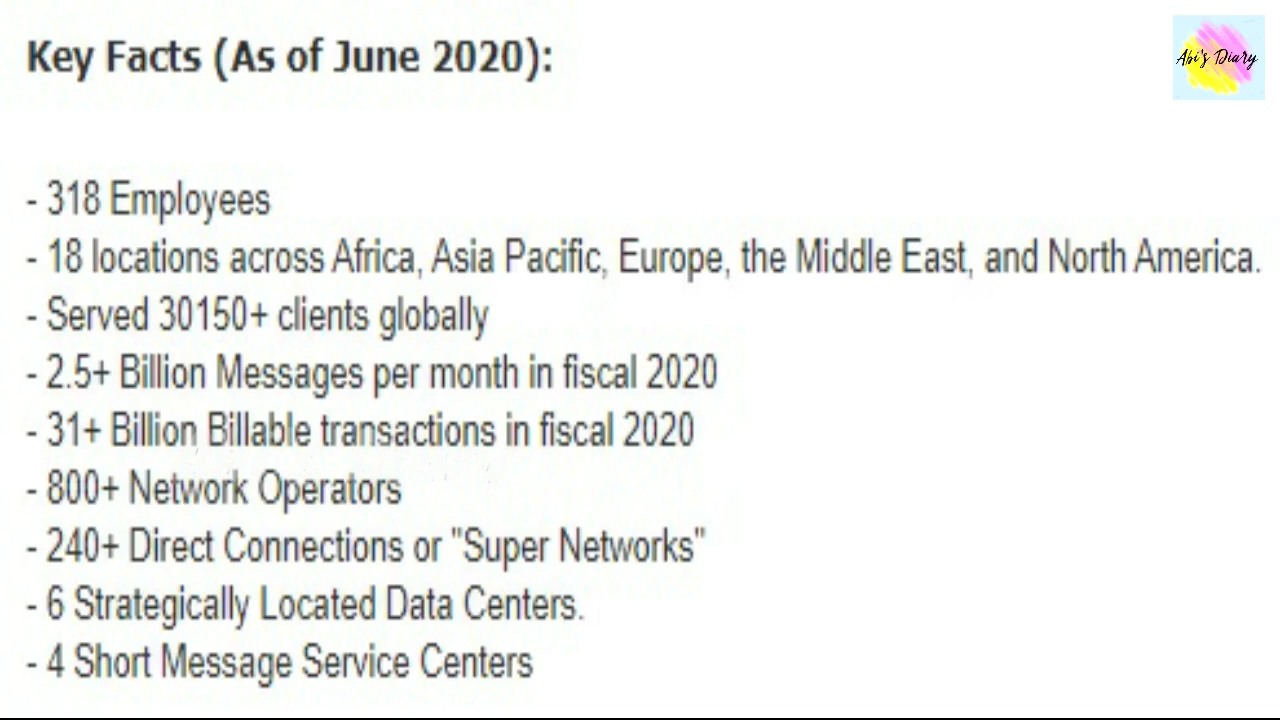 Key Facts (As of June 2020):
Abi's Diary
- 318 Employees
- 18 locations across Africa, Asia Pacific, Europe, the Middle East, and North America.
- Served 30150+ clients globally
- 2.5+ Billion Messages per month in fiscal 2020
- 31+ Billion Billable transactions in fiscal 2020
- 800+ Network Operators
- 240+ Direct Connections or "Super Networks"
- 6 Strategically Located Data Centers.
- 4 Short Message Service Centers